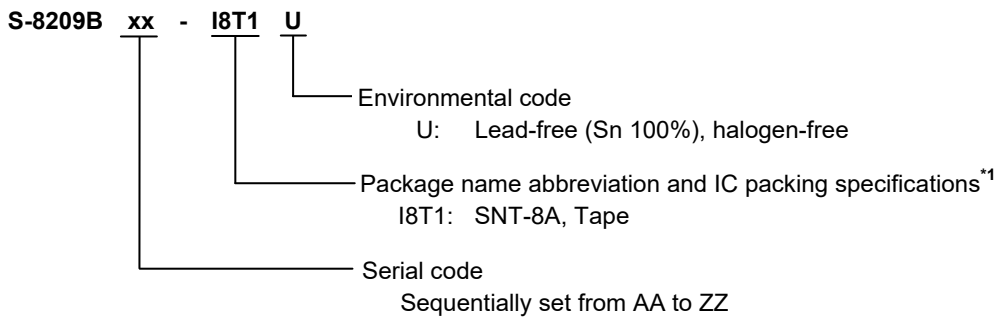 S-8209B xx - I8T1 U
Environmental code
U: Lead-free (Sn 100%), halogen-free
Package name abbreviation and IC packing specifications*1
I8T1: SNT-8A, Tape
Serial code
Sequentially set from AA to ZZ